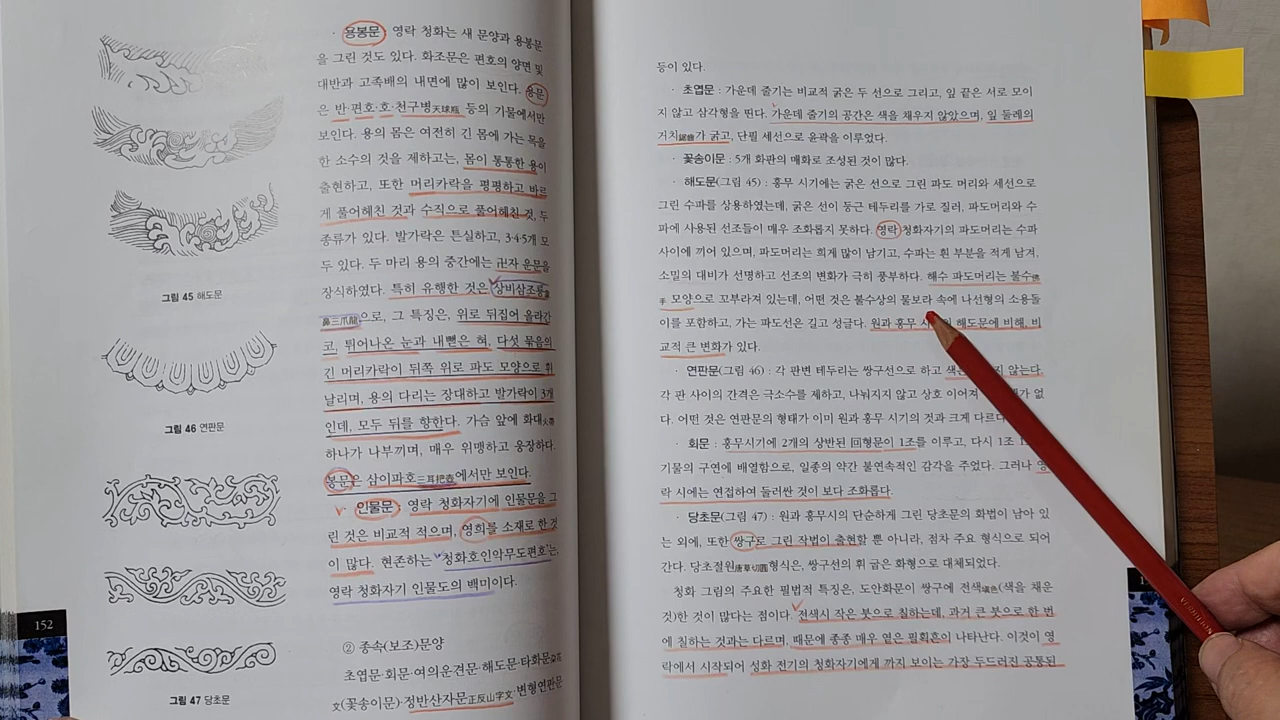 그림 45 해도문
그림 46 연판문
152
그림 47 당초문
· 용봉문 : 영락 청화는 새 문양과 용봉문
을 그린 것도 있다. 화조문은 편호의 양면 및
대반과 고족배의 내면에 많이 보인다. 용문
은 반·편호·호·천구병天球甁 등의 기물에서만
보인다. 용의 몸은 여전히 긴 몸에 가는 목을
한 소수의 것을 제하고는, 몸이 통통한 용이
출현하고, 또한 머리카락을 평평하고 바르
게 풀어헤친 것과 수직으로 풀어헤친 것, 두
종류가 있다. 발가락은 튼실하고, 3·4·5개 모
두 있다. 두 마리 용의 중간에는 卍자 운문을
장식하였다. 특히 유행한 것은 상비삼조룡象
鼻三爪龍으로, 그 특징은, 위로 뒤집어 올라간
코, 튀어나온 눈과 내뻗은 혀, 다섯 묶음의
긴 머리카락이 뒤쪽 위로 파도 모양으로 휘
날리며, 용의 다리는 장대하고 발가락이 3개
인데, 모두 뒤를 향한다. 가슴 앞에 화대火帶
하나가 나부끼며, 매우 위맹하고 웅장하다.
봉문은 삼이파호三耳把壺에서만 보인다.
· 인물문 : 영락 청화자기에 인물문을 그
린 것은 비교적 적으며, 영희를 소재로 한 것
이 많다. 현존하는 '청화호인악무도편호'는,
영락 청화자기 인물도의 백미이다.
② 종속(보조)문양
초엽문·회문·여의운견문·해도문·타화문朶花
文(꽃송이문)·정반산자문正反山字文·변형연판문
등이 있다.
· 초엽문 : 가운데 줄기는 비교적 굵은 두 선으로 그리고, 잎 끝은 서로 모이
지 않고 삼각형을 띤다. 가운데 줄기의 공간은 색을 채우지 않았으며, 잎 둘레의
거치鋸齒가 굵고, 단필 세선으로 윤곽을 이루었다.
· 꽃송이문 : 5개 화판의 매화로 조성된 것이 많다.
· 해도문(그림 45) : 홍무 시기에는 굵은 선으로 그린 파도 머리와 세선으로
그린 수파를 상용하였는데, 굵은 선이 둥근 테두리를 가로 질러, 파도머리와 수
파에 사용된 선조들이 매우 조화롭지 못하다. 영락 청화자기의 파도머리는 수파
사이에 끼어 있으며, 파도머리는 희게 많이 남기고, 수파는 흰 부분을 적게 남겨,
소밀의 대비가 선명하고 선조의 변화가 극히 풍부하다. 해수 파도머리는 불수佛
手 모양으로 꼬부라져 있는데, 어떤 것은 불수상의 물보라 속에 나선형의 소용돌
이를 포함하고, 가는 파도선은 길고 성글다. 원과 홍무 시 해도문에 비해, 비
교적 큰 변화가 있다.
· 연판문(그림 46) : 각 판변 테두리는 쌍구선으로 하고 색은 지 않는다.
각 판 사이의 간격은 극소수를 제하고, 나눠지지 않고 상호 이어져 가 없
다. 어떤 것은 연판문의 형태가 이미 원과 홍무 시기의 것과 크게 다르다.
· 회문 : 홍무시기에 2개의 상반된 回형문이 1조를 이루고, 다시 1조 1
기물의 구연에 배열함으로, 일종의 약간 불연속적인 감각을 주었다. 그러나 영
락 시에는 연접하여 둘러싼 것이 보다 조화롭다.
· 당초문(그림 47) : 원과 홍무시의 단순하게 그린 당초문의 화법이 남아 있
는 외에, 또한 쌍구로 그린 작법이 출현할 뿐 아니라, 점차 주요 형식으로 되어
간다. 당초절원唐草切圓형식은, 쌍구선의 휘 굽은 화형으로 대체되었다.
청화 그림의 주요한 필법적 특징은, 도안화문이 쌍구에 전색塡色(색을 채운
것)한 것이 많다는 점이다. 전색시 작은 붓으로 칠하는데, 과거 큰 붓으로 한 번
에 칠하는 것과는 다르며, 때문에 종종 매우 옅은 필획흔이 나타난다. 이것이 영
락에서 시작되어 성화 전기의 청화자기에게 까지 보이는 가장 두드러진 공통된
VERMILION